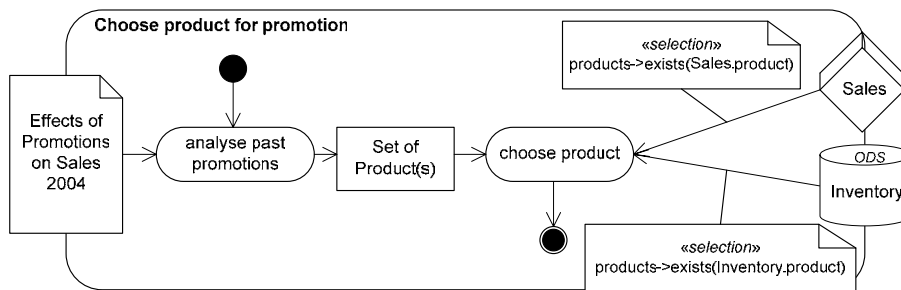 Choose product for promotion
«selection»
products->exists(Sales.product)
Sales
Effects of
Promotions
on Sales
2004
analyse past
promotions
Set of
Product(s)
choose product
ODS
Inventory
«selection»
products->exists(Inventory.product)